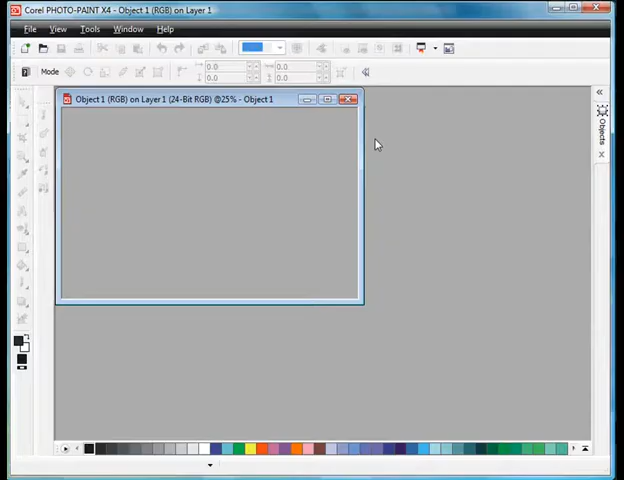 Corel PHOTO-PAINT X4 - Object 1 (RGB) on Layer 1
File View Tools Window Help
Mode 0.0 0.0
0.0 0.0
Object 1 (RGB) on Layer 1 (24-Bit RGB) @25% - Object 1
Objects